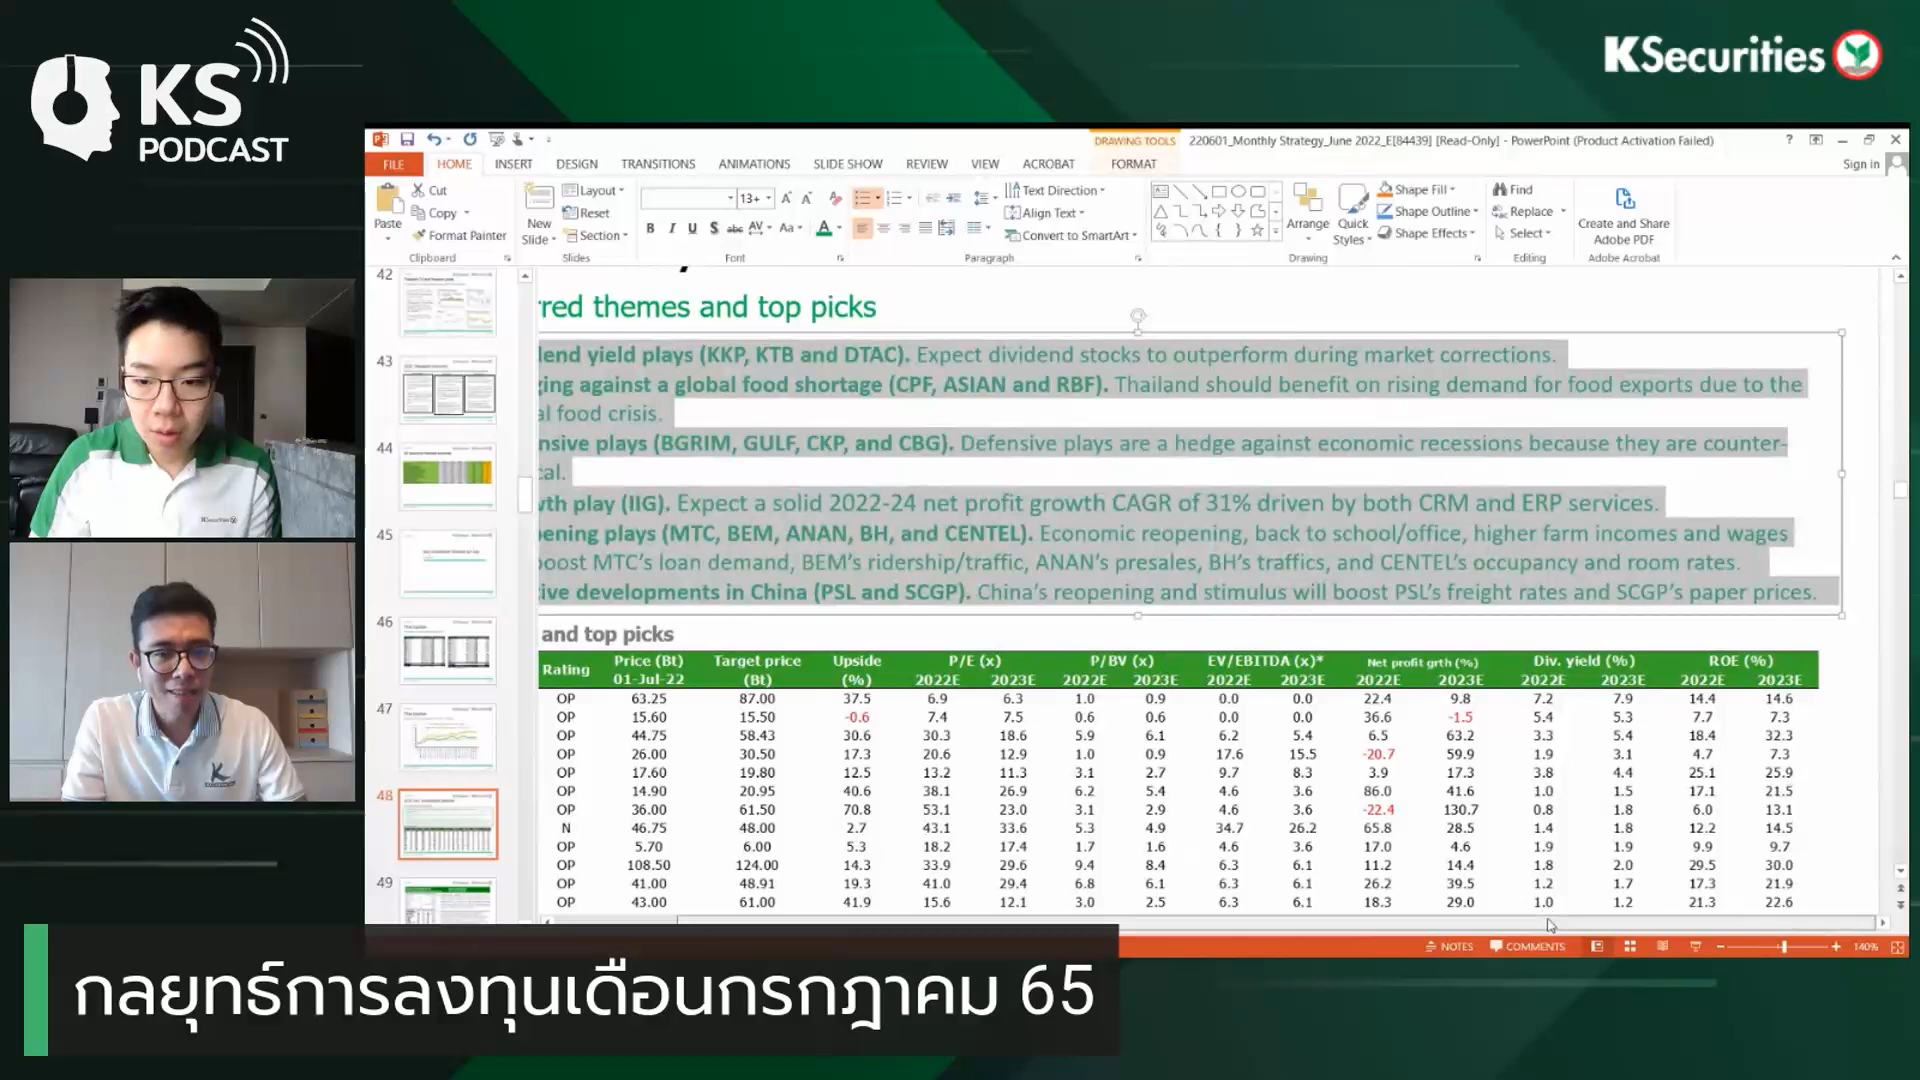 KS
PODCAST
KSecurities
DRAWING TOOLS
220601_Monthly Strategy_June 2022_E[84439] [Read-Only] - PowerPoint (Product Activation Failed)
FILE HOME INSERT DESIGN TRANSITIONS ANIMATIONS SLIDE SHOW REVIEW VIEW ACROBAT FORMAT Sign in
Paste Cut Copy Format Painter
Clipboard
New Slide Layout Reset Section
Slides
13+
B I U S abc AV Aa A
Font
Text Direction
Align Text
Convert to SmartArt
Paragraph
Arrange Quick Styles Shape Fill Shape Outline Shape Effects
Drawing
Find
Replace
Select
Editing
Create and Share
Adobe PDF
Adobe Acrobat
42
43
44
45
46
47
48
49
rred themes and top picks
lend yield plays (KKP, KTB and DTAC). Expect dividend stocks to outperform during market corrections.
ging against a global food shortage (CPF, ASIAN and RBF). Thailand should benefit on rising demand for food exports due to the
al food crisis.
nsive plays (BGRIM, GULF, CKP, and CBG). Defensive plays are a hedge against economic recessions because they are counter-
cal.
vth play (IIG). Expect a solid 2022-24 net profit growth CAGR of 31% driven by both CRM and ERP services.
pening plays (MTC, BEM, ANAN, BH, and CENTEL). Economic reopening, back to school/office, higher farm incomes and wages
boost MTC's loan demand, BEM's ridership/traffic, ANAN's presales, BH's traffics, and CENTEL's occupancy and room rates.
tive developments in China (PSL and SCGP). China's reopening and stimulus will boost PSL's freight rates and SCGP's paper prices.
and top picks
Rating Price (Bt) Target price Upside P/E (x) P/BV (x) EV/EBITDA (x)* Net profit grth (%) Div. yield (%) ROE (%)
01-Jul-22 (Bt) (%) 2022E 2023E 2022E 2023E 2022E 2023E 2022E 2023E 2022E 2023E 2022E 2023E
OP 63.25 87.00 37.5 6.9 6.3 1.0 0.9 0.0 0.0 22.4 9.8 7.2 7.9 14.4 14.6
OP 15.60 15.50 -0.6 7.4 7.5 0.6 0.6 0.0 0.0 36.6 -1.5 5.4 5.3 7.7 7.3
OP 44.75 58.43 30.6 30.3 18.6 5.9 6.1 6.2 5.4 6.5 63.2 3.3 5.4 18.4 32.3
OP 26.00 30.50 17.3 20.6 12.9 1.0 0.9 17.6 15.5 -20.7 59.9 1.9 3.1 4.7 7.3
OP 17.60 19.80 12.5 13.2 11.3 3.1 2.7 9.7 8.3 3.9 17.3 3.8 4.4 25.1 25.9
OP 14.90 20.95 40.6 38.1 26.9 6.2 5.4 4.6 3.6 86.0 41.6 1.0 1.5 17.1 21.5
OP 36.00 61.50 70.8 53.1 23.0 3.1 2.9 4.6 3.6 -22.4 130.7 0.8 1.8 6.0 13.1
N 46.75 48.00 2.7 43.1 33.6 5.3 4.9 34.7 26.2 65.8 28.5 1.4 1.8 12.2 14.5
OP 5.70 6.00 5.3 18.2 17.4 1.7 1.6 4.6 3.6 17.0 4.6 1.9 1.9 9.9 9.7
OP 108.50 124.00 14.3 33.9 29.6 9.4 8.4 6.3 6.1 11.2 14.4 1.8 2.0 29.5 30.0
OP 41.00 48.91 19.3 41.0 29.4 6.8 6.1 6.3 6.1 26.2 39.5 1.2 1.7 17.3 21.9
OP 43.00 61.00 41.9 15.6 12.1 3.0 2.5 6.3 6.1 18.3 29.0 1.0 1.2 21.3 22.6
NOTES COMMENTS 140%
กลยุทธ์การลงทุนเดือนกรกฎาคม 65